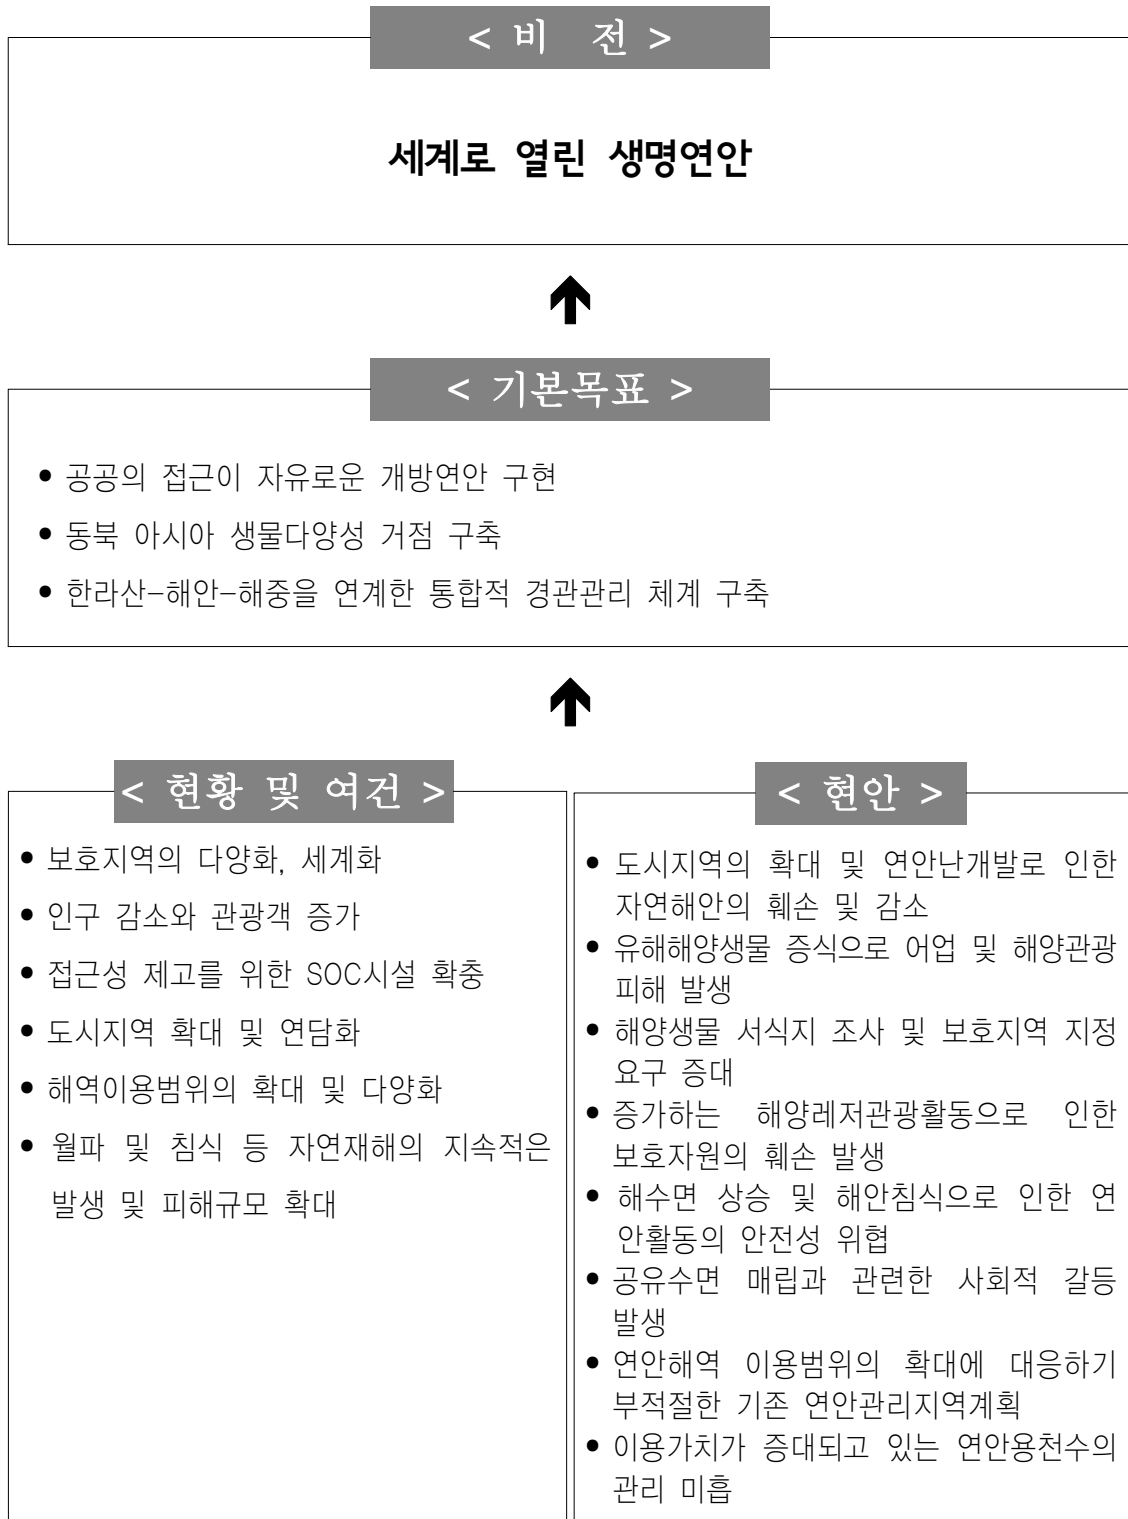 < 비 전 >
세계로 열린 생명연안
< 기본목표 >
• 공공의 접근이 자유로운 개방연안 구현
• 동북 아시아 생물다양성 거점 구축
• 한라산-해안-해중을 연계한 통합적 경관관리 체계 구축
< 현황 및 여건 >
• 보호지역의 다양화, 세계화
• 인구 감소와 관광객 증가
• 접근성 제고를 위한 SOC시설 확충
• 도시지역 확대 및 연담화
• 해역이용범위의 확대 및 다양화
• 월파 및 침식 등 자연재해의 지속적은
발생 및 피해규모 확대
< 현안 >
• 도시지역의 확대 및 연안난개발로 인한
자연해안의 훼손 및 감소
• 유해해양생물 증식으로 어업 및 해양관광
피해 발생
• 해양생물 서식지 조사 및 보호지역 지정
요구 증대
• 증가하는 해양레저관광활동으로 인한
보호자원의 훼손 발생
• 해수면 상승 및 해안침식으로 인한 연
안활동의 안전성 위협
• 공유수면 매립과 관련한 사회적 갈등
발생
• 연안해역 이용범위의 확대에 대응하기
부적절한 기존 연안관리지역계획
• 이용가치가 증대되고 있는 연안용천수의
관리 미흡